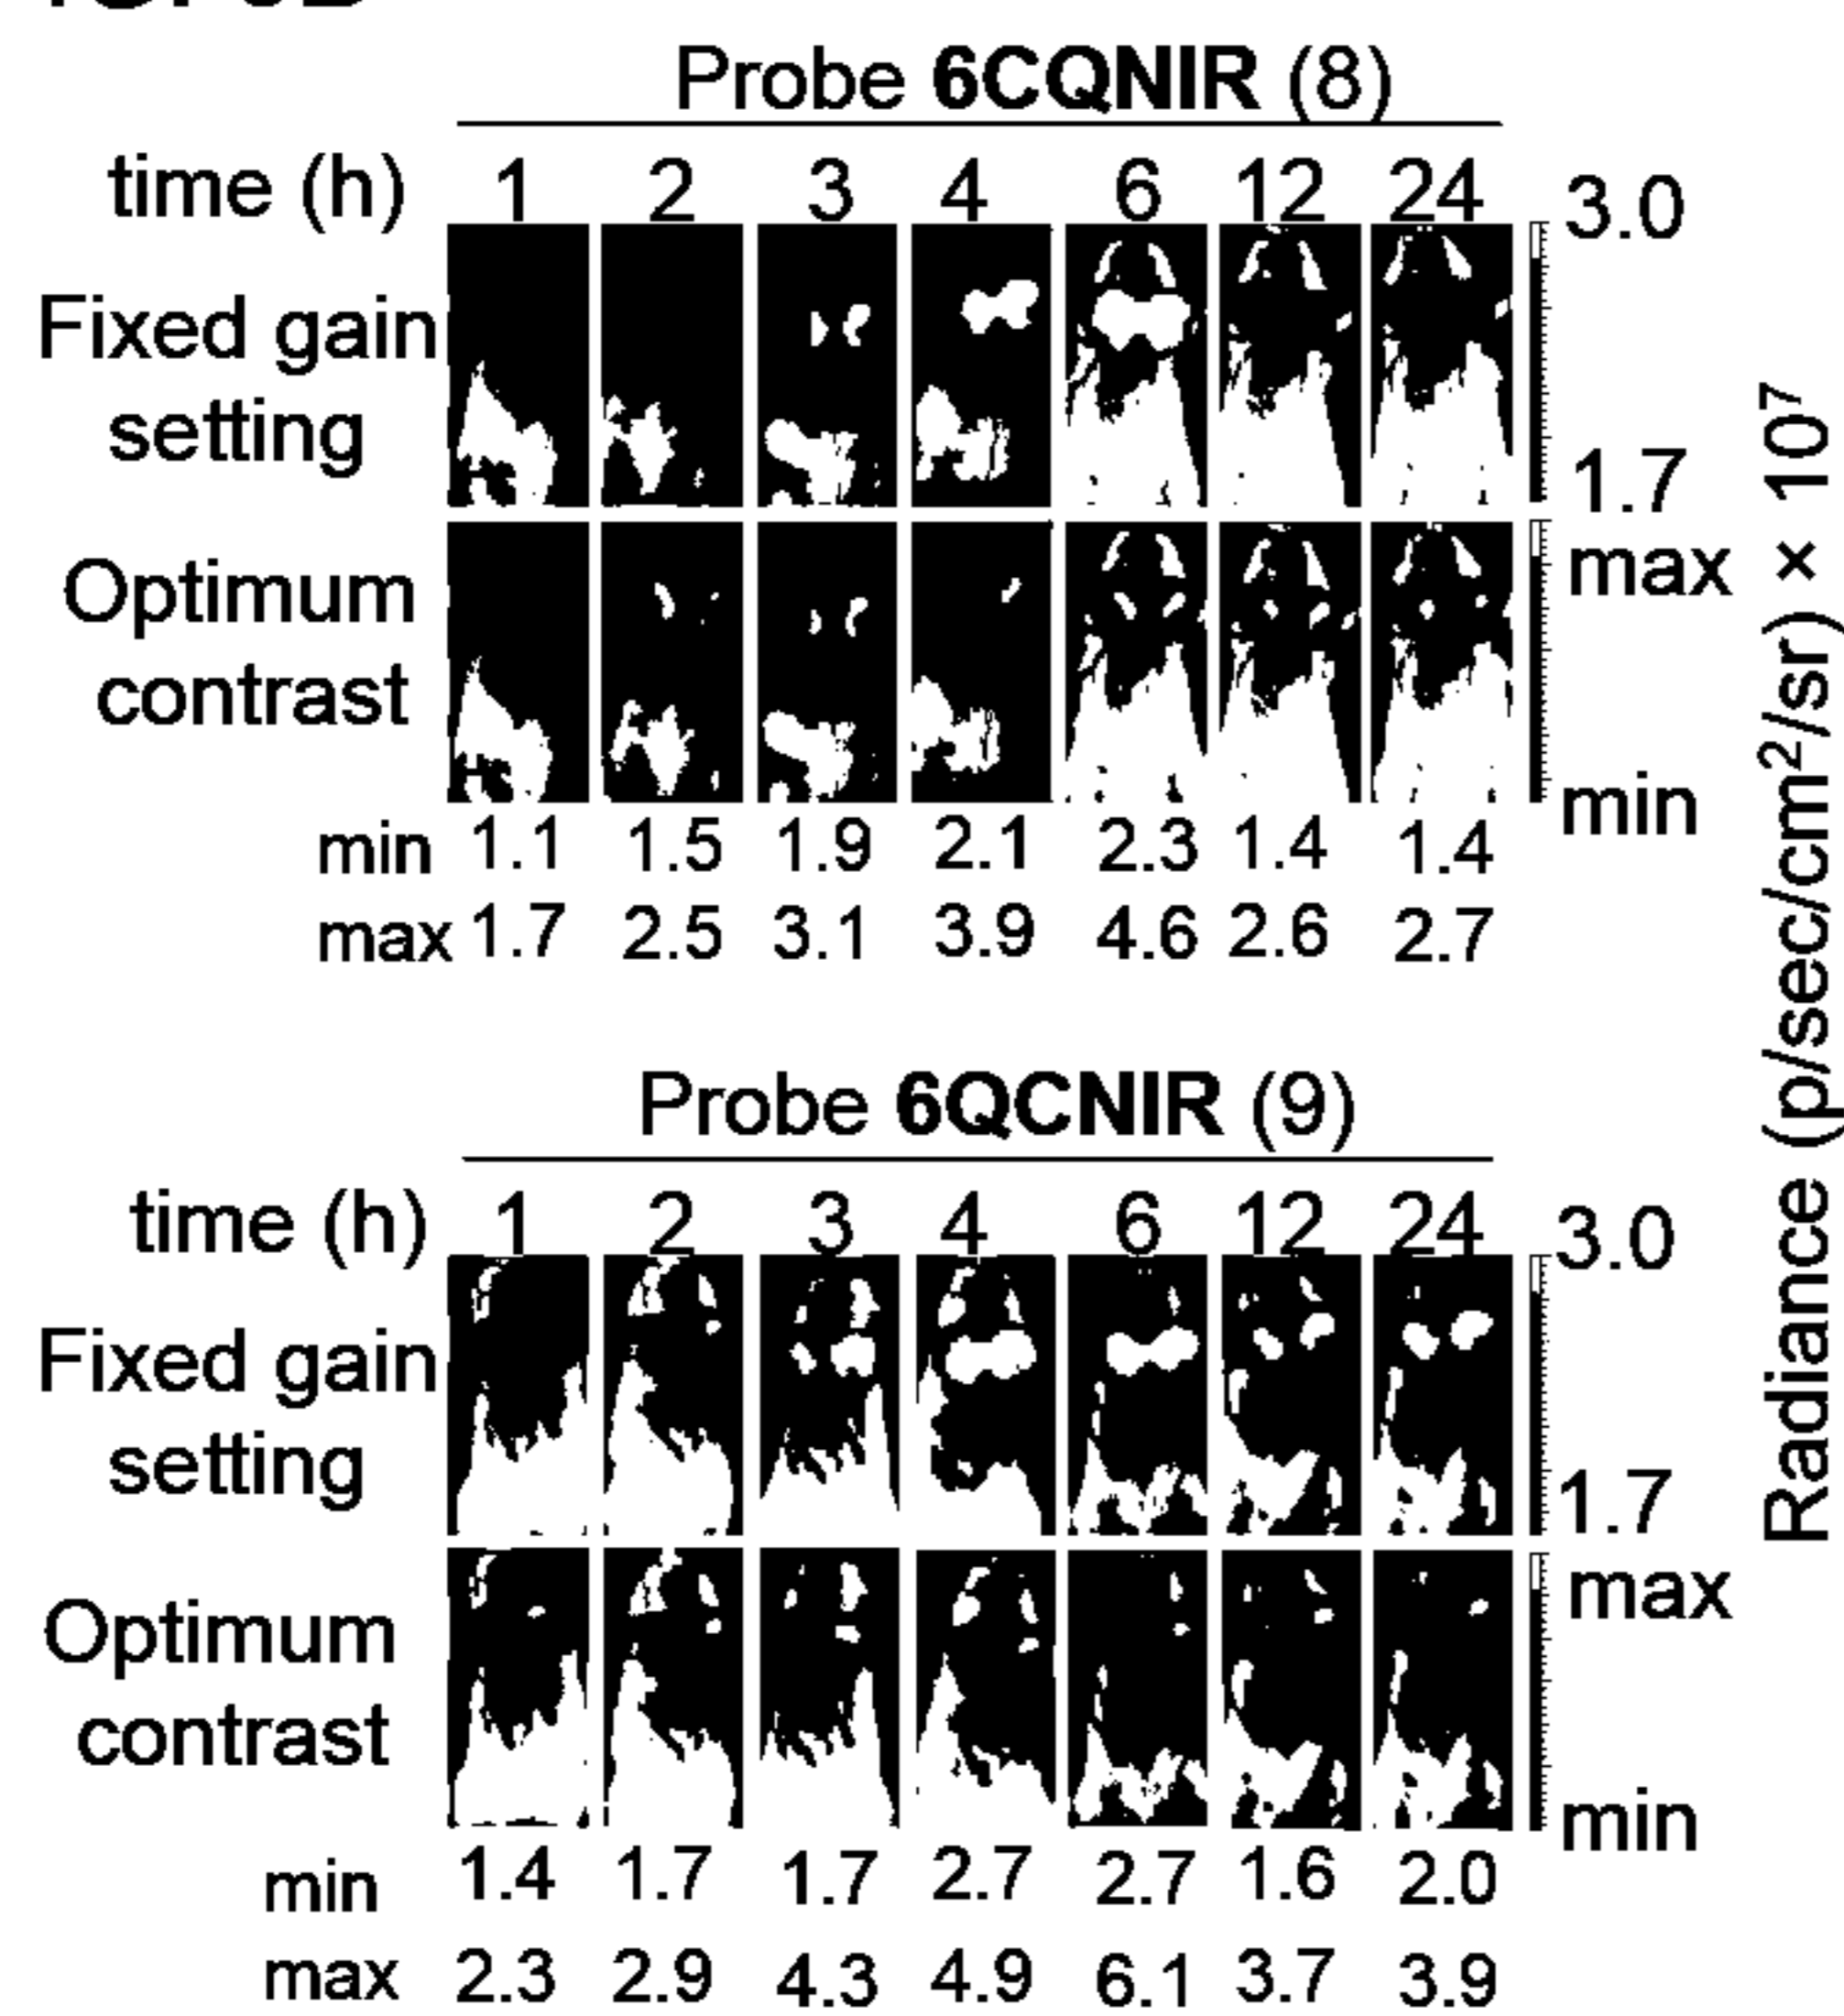 Probe 6CQNIR (8)
time (h) 1 2 3 4 6 12 24
3.0
Fixed gain
setting
1.7
Optimum
contrast
max
min
min 1.1 1.5 1.9 2.1 2.3 1.4 1.4
max 1.7 2.5 3.1 3.9 4.6 2.6 2.7
Radiance (p/sec/cm²/sr) × 10⁷
Probe 6QCNIR (9)
time (h) 1 2 3 4 6 12 24
3.0
Fixed gain
setting
1.7
Optimum
contrast
max
min
min 1.4 1.7 1.7 2.7 2.7 1.6 2.0
max 2.3 2.9 4.3 4.9 6.1 3.7 3.9